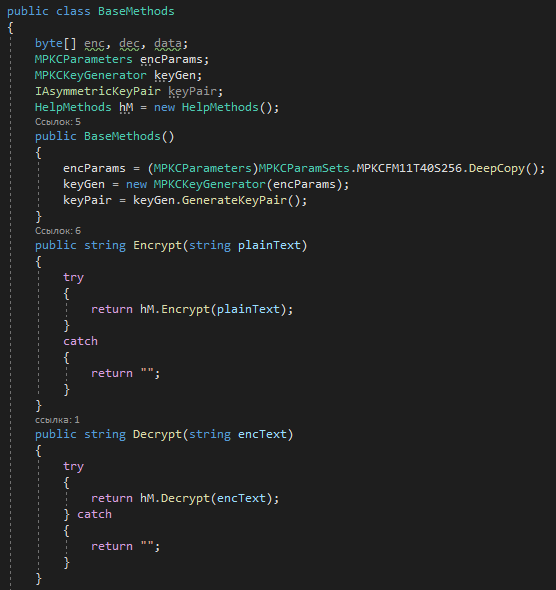 public class BaseMethods
{
    byte[] enc, dec, data;
    MPKCParameters encParams;
    MPKCKeyGenerator keyGen;
    IAsymmetricKeyPair keyPair;
    HelpMethods hM = new HelpMethods();
    Ссылок: 5
    public BaseMethods()
    {
        encParams = (MPKCParameters)MPKCParamSets.MPKCFM11T40S256.DeepCopy();
        keyGen = new MPKCKeyGenerator(encParams);
        keyPair = keyGen.GenerateKeyPair();
    }
    Ссылок: 6
    public string Encrypt(string plainText)
    {
        try
        {
            return hM.Encrypt(plainText);
        }
        catch
        {
            return "";
        }
    }
    ссылка: 1
    public string Decrypt(string encText)
    {
        try
        {
            return hM.Decrypt(encText);
        } catch
        {
            return "";
        }
    }